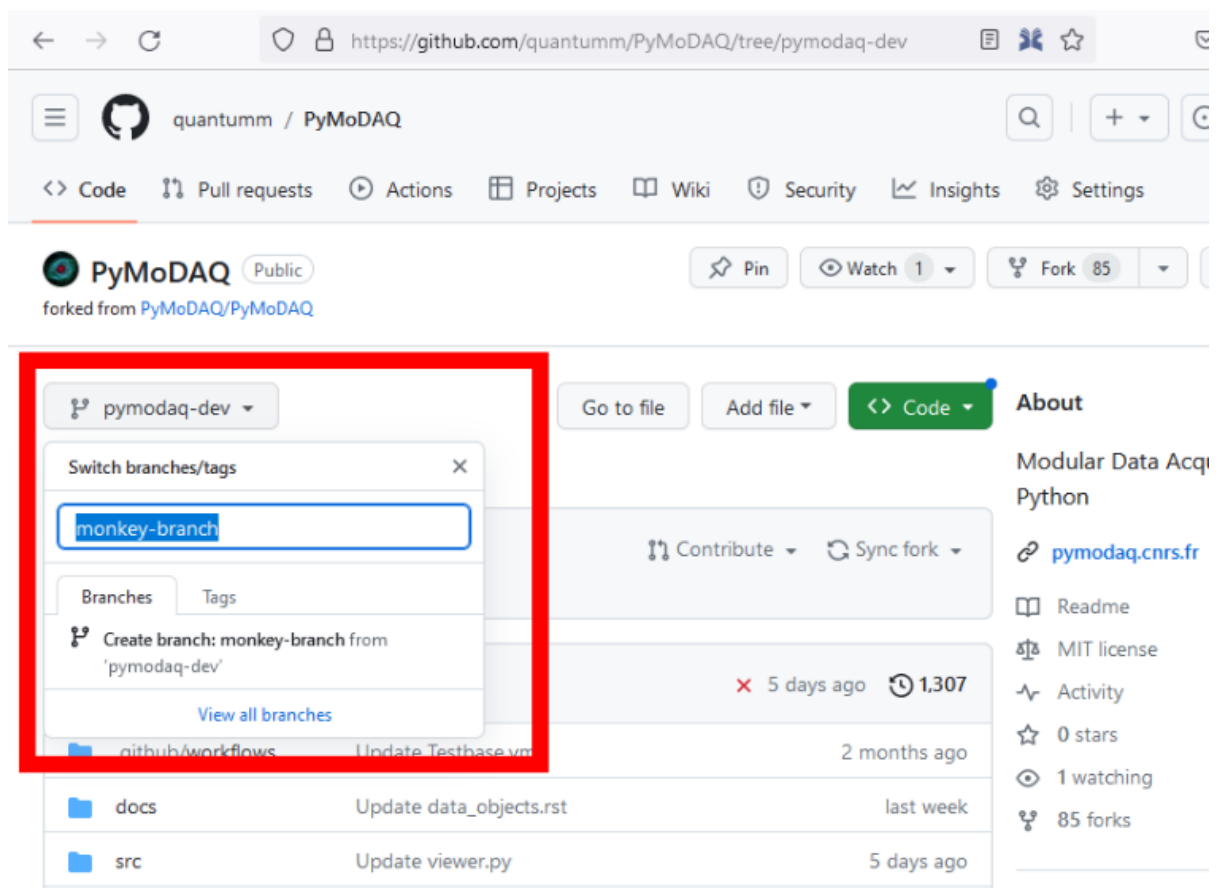 https://github.com/quantumm/PyMoDAQ/tree/pymodaq-dev
quantumm / PyMoDAQ
Code Pull requests Actions Projects Wiki Security Insights Settings
PyMoDAQ Public
Pin Watch 1 Fork 85
forked from PyMoDAQ/PyMoDAQ
pymodaq-dev
Go to file Add file Code
Switch branches/tags
monkey-branch
Branches Tags
Create branch: monkey-branch from
'pymodaq-dev'
View all branches
Contribute Sync fork
5 days ago 1,307
.github/workflows Update Testbase.vm 2 months ago
docs Update data_objects.rst last week
src Update viewer.py 5 days ago
About
Modular Data
Python
pymodaq.cnrs.fr
Readme
MIT license
Activity
0 stars
1 watching
85 forks